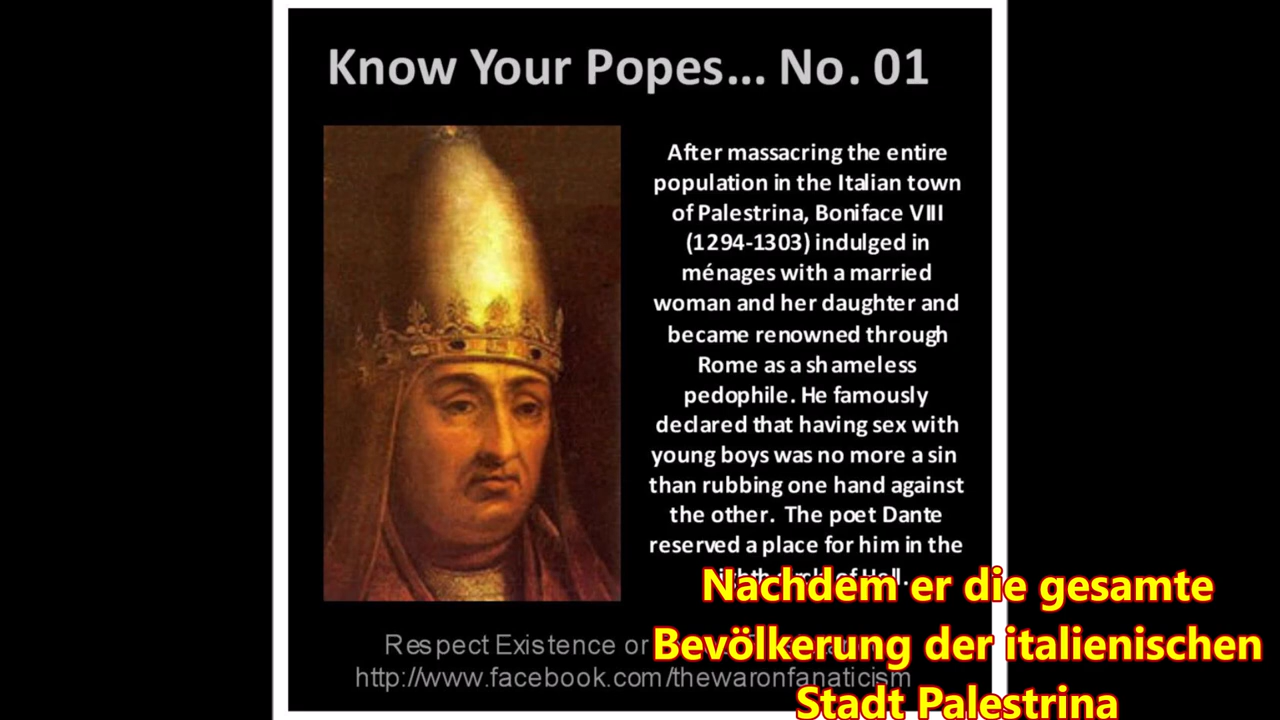 Know Your Popes... No. 01
After massacring the entire
population in the Italian town
of Palestrina, Boniface VIII
(1294-1303) indulged in
ménages with a married
woman and her daughter and
became renowned through
Rome as a shameless
pedophile. He famously
declared that having sex with
young boys was no more a sin
than rubbing one hand against
the other. The poet Dante
reserved a place for him in the
of Hell.
Respect Existence or
http://www.facebook.com/thewaronfanaticism
Nachdem er die gesamte
Bevölkerung der italienischen
Stadt Palestrina